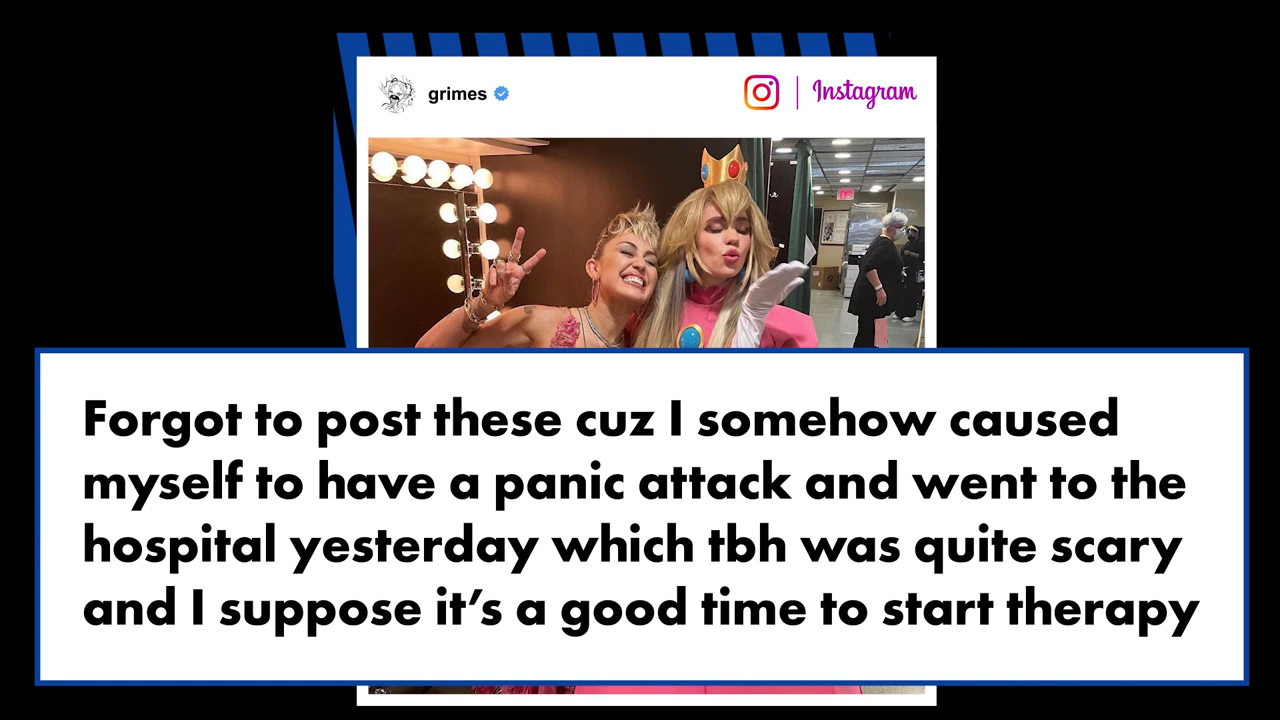 grimes
Instagram
Forgot to post these cuz I somehow caused
myself to have a panic attack and went to the
hospital yesterday which tbh was quite scary
and I suppose it’s a good time to start therapy